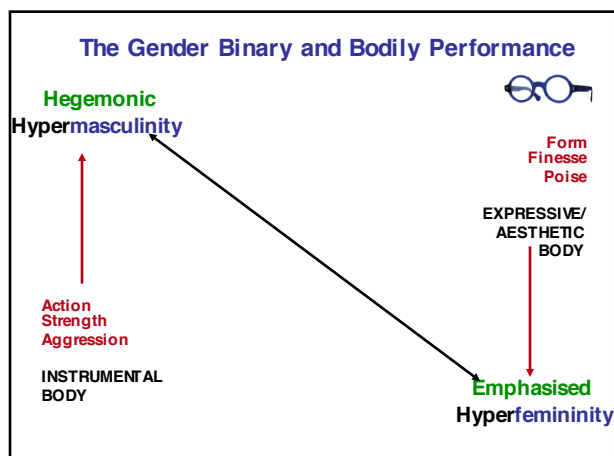 The Gender Binary and Bodily Performance
Hegemonic
Hypermasculinity
Form
Finesse
Poise
EXPRESSIVE/
AESTHETIC
BODY
Action
Strength
Aggression
INSTRUMENTAL
BODY
Emphasised
Hyperfemininity